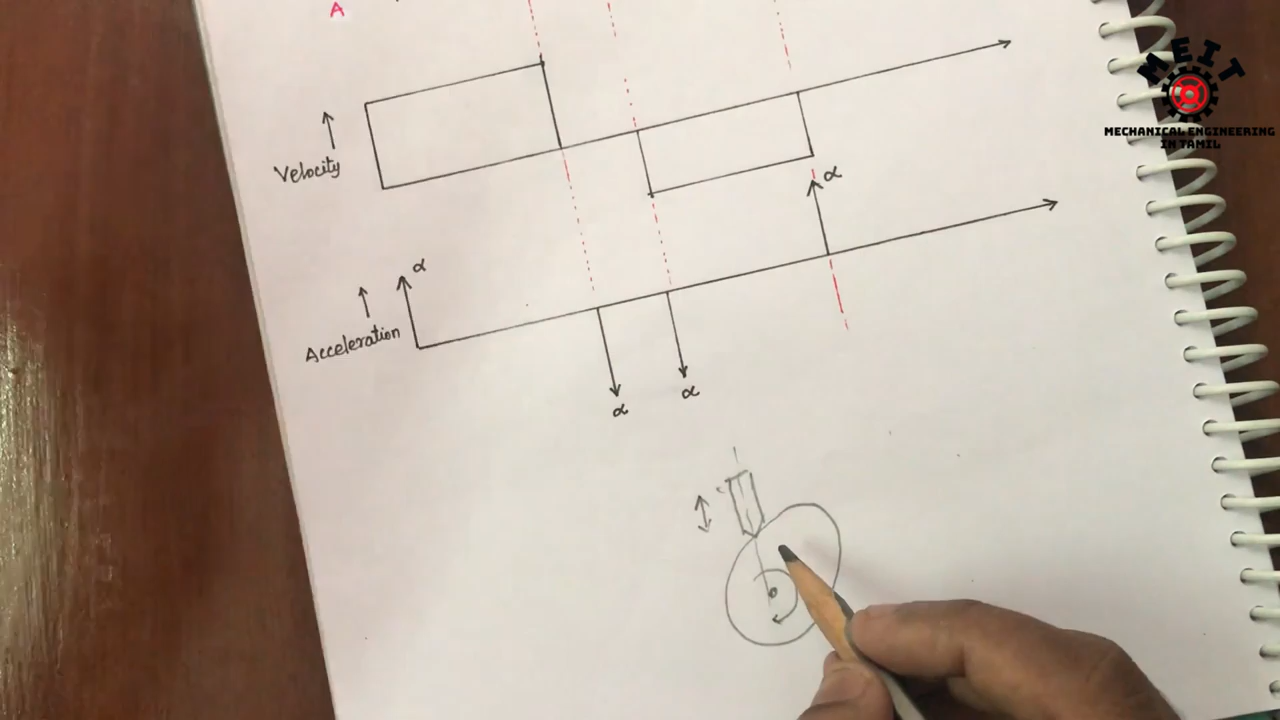 A
MEIT
MECHANICAL ENGINEERING
IN TAMIL
Velocity
α
α
Acceleration
α
α